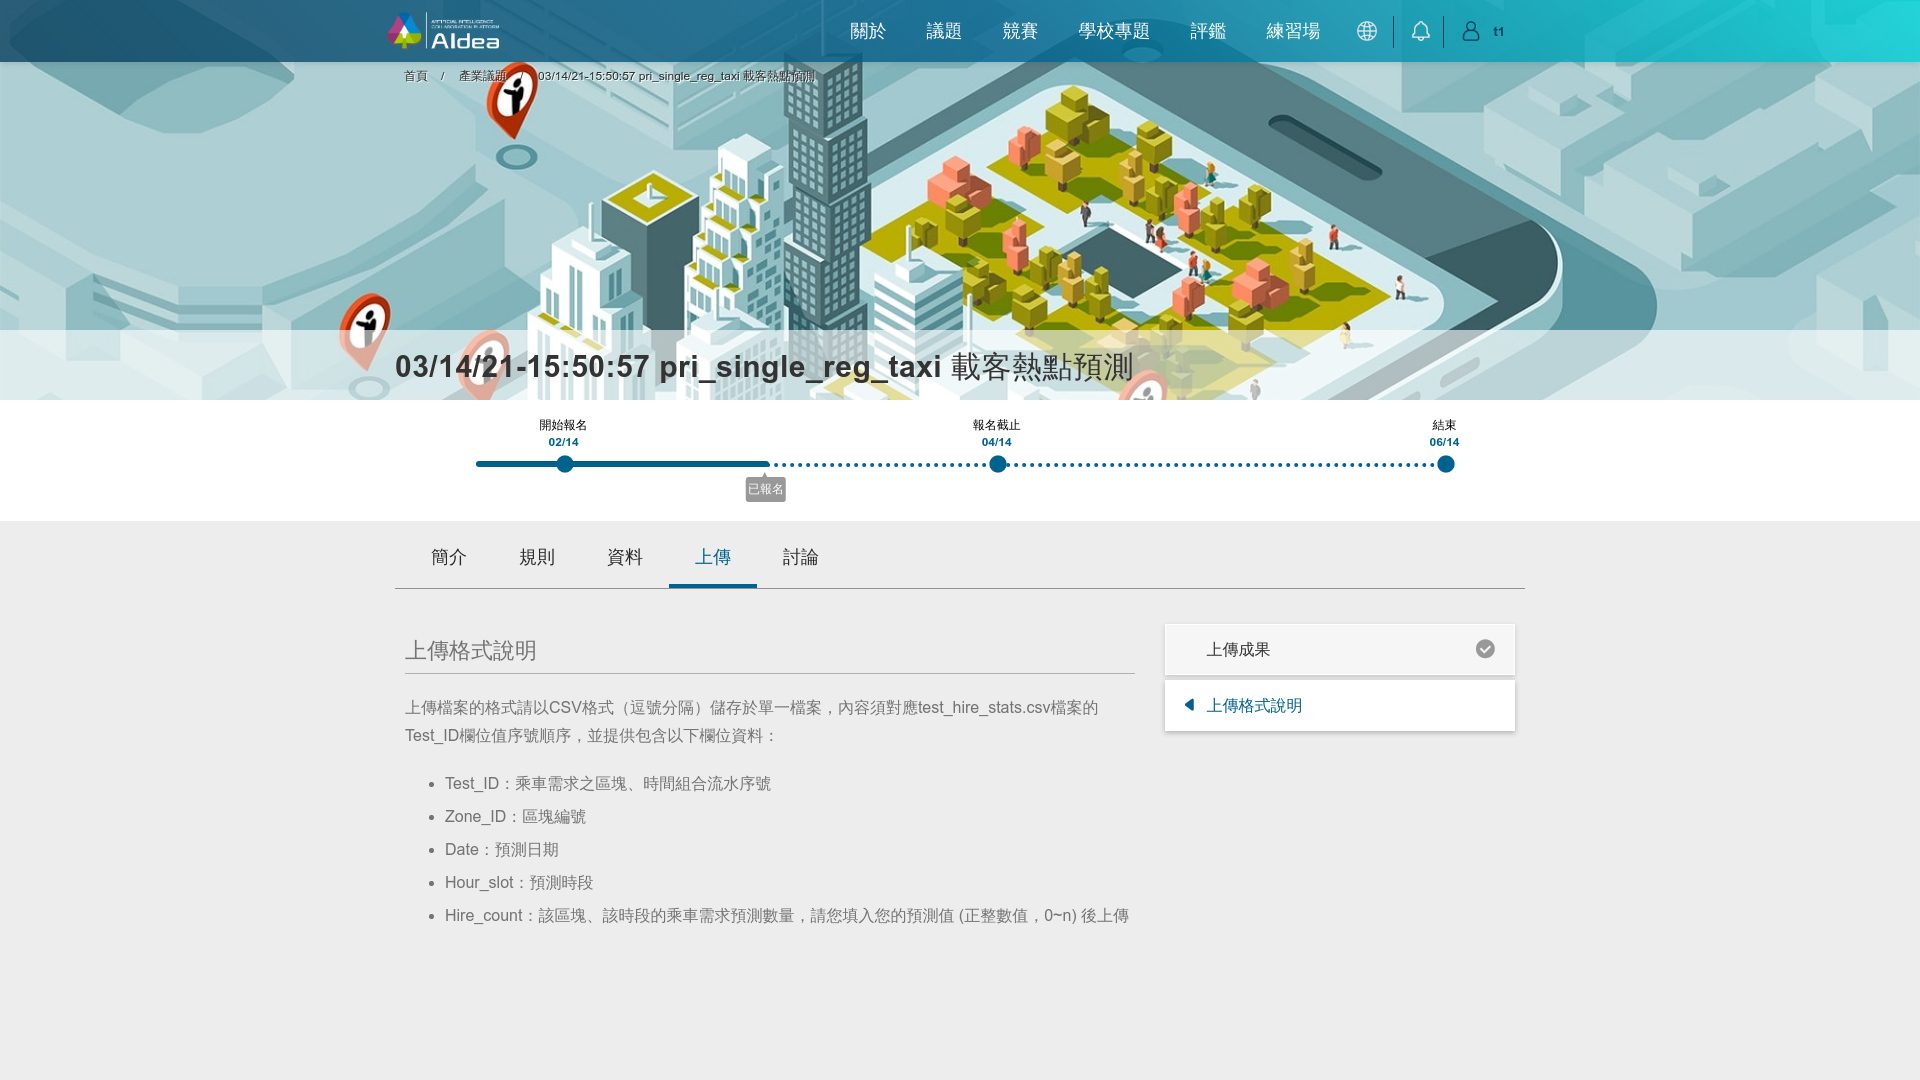 ARTIFICIAL INTELLIGENCE
COLLABORATION PLATFORM
AIdea
關於
議題
競賽
學校專題
評鑑
練習場
t1
首頁 / 產業議題 / 03/14/21-15:50:57 pri_single_reg_taxi 載客熱點預測
03/14/21-15:50:57 pri_single_reg_taxi 載客熱點預測
開始報名
02/14
報名截止
04/14
結束
06/14
已報名
簡介
規則
資料
上傳
討論
上傳格式說明
上傳檔案的格式請以CSV格式（逗號分隔）儲存於單一檔案，內容須對應test_hire_stats.csv檔案的
Test_ID欄位值序號順序，並提供包含以下欄位資料：
• Test_ID：乘車需求之區塊、時間組合流水序號
• Zone_ID：區塊編號
• Date：預測日期
• Hour_slot：預測時段
• Hire_count：該區塊、該時段的乘車需求預測數量，請您填入您的預測值 (正整數值，0~n) 後上傳
上傳成果
上傳格式說明